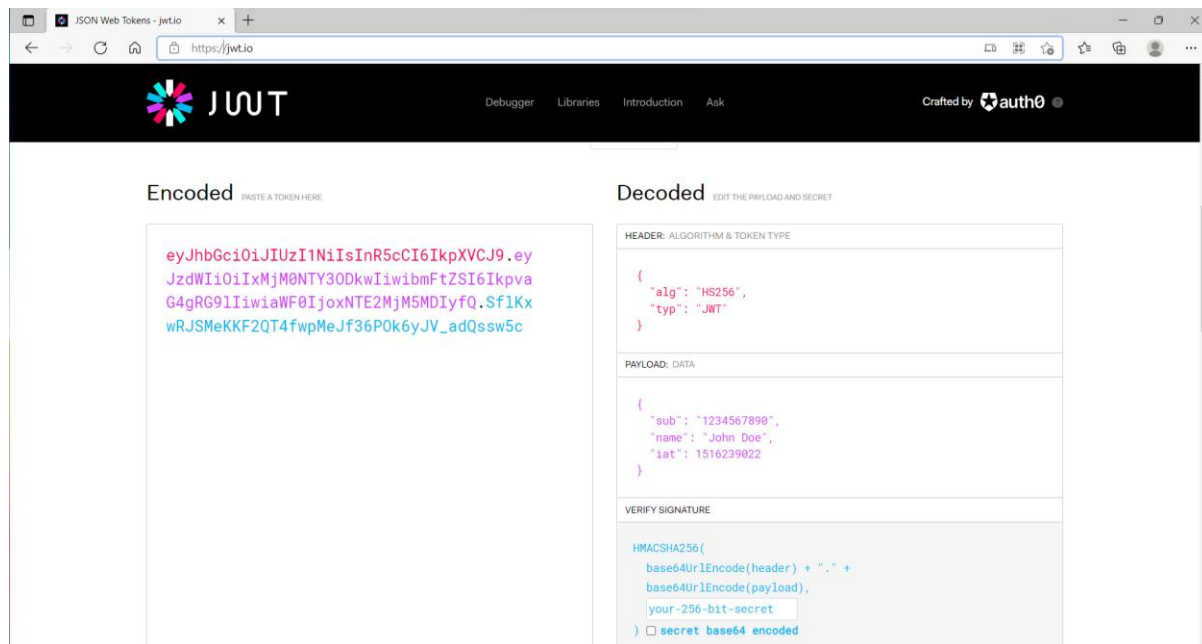 JSON Web Tokens - jwt.io
https://jwt.io
JWT
Debugger Libraries Introduction Ask
Crafted by auth0
Encoded PASTE A TOKEN HERE
eyJhbGciOiJIUzI1NiIsInR5cCI6IkpXVCJ9.ey
JzdWIiOiIxMjM0NTY3ODkwIiwibmFtZSI6Ikpva
G4gRG9lIiwiaWF0IjoxNTE2MjM5MDIyfQ.SflKx
wRJSMeKKF2QT4fwpMeJf36POk6yJV_adQssw5c
Decoded EDIT THE PAYLOAD AND SECRET
HEADER: ALGORITHM & TOKEN TYPE
{
"alg": "HS256",
"typ": "JWT"
}
PAYLOAD: DATA
{
"sub": "1234567890",
"name": "John Doe",
"iat": 1516239022
}
VERIFY SIGNATURE
HMACSHA256(
base64UrlEncode(header) + "." +
base64UrlEncode(payload),
your-256-bit-secret
) secret base64 encoded